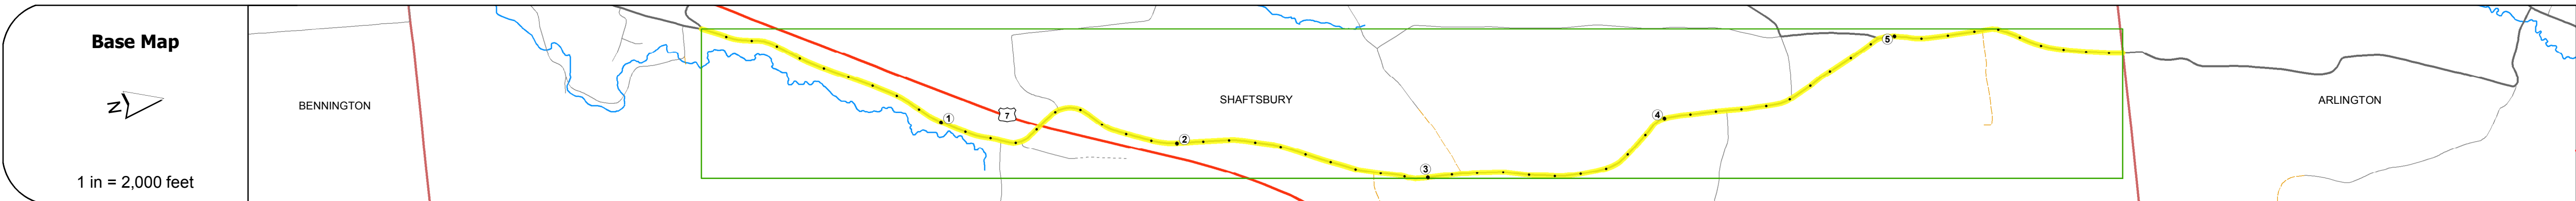 Base Map
N
1 in = 2,000 feet
BENNINGTON
1
7
2
SHAFTSBURY
3
4
5
ARLINGTON